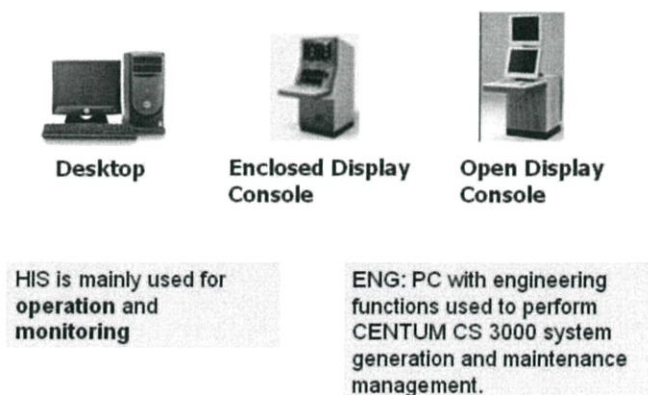 Desktop
Enclosed Display
Console
Open Display
Console
HIS is mainly used for
operation and
monitoring
ENG: PC with engineering
functions used to perform
CENTUM CS 3000 system
generation and maintenance
management.